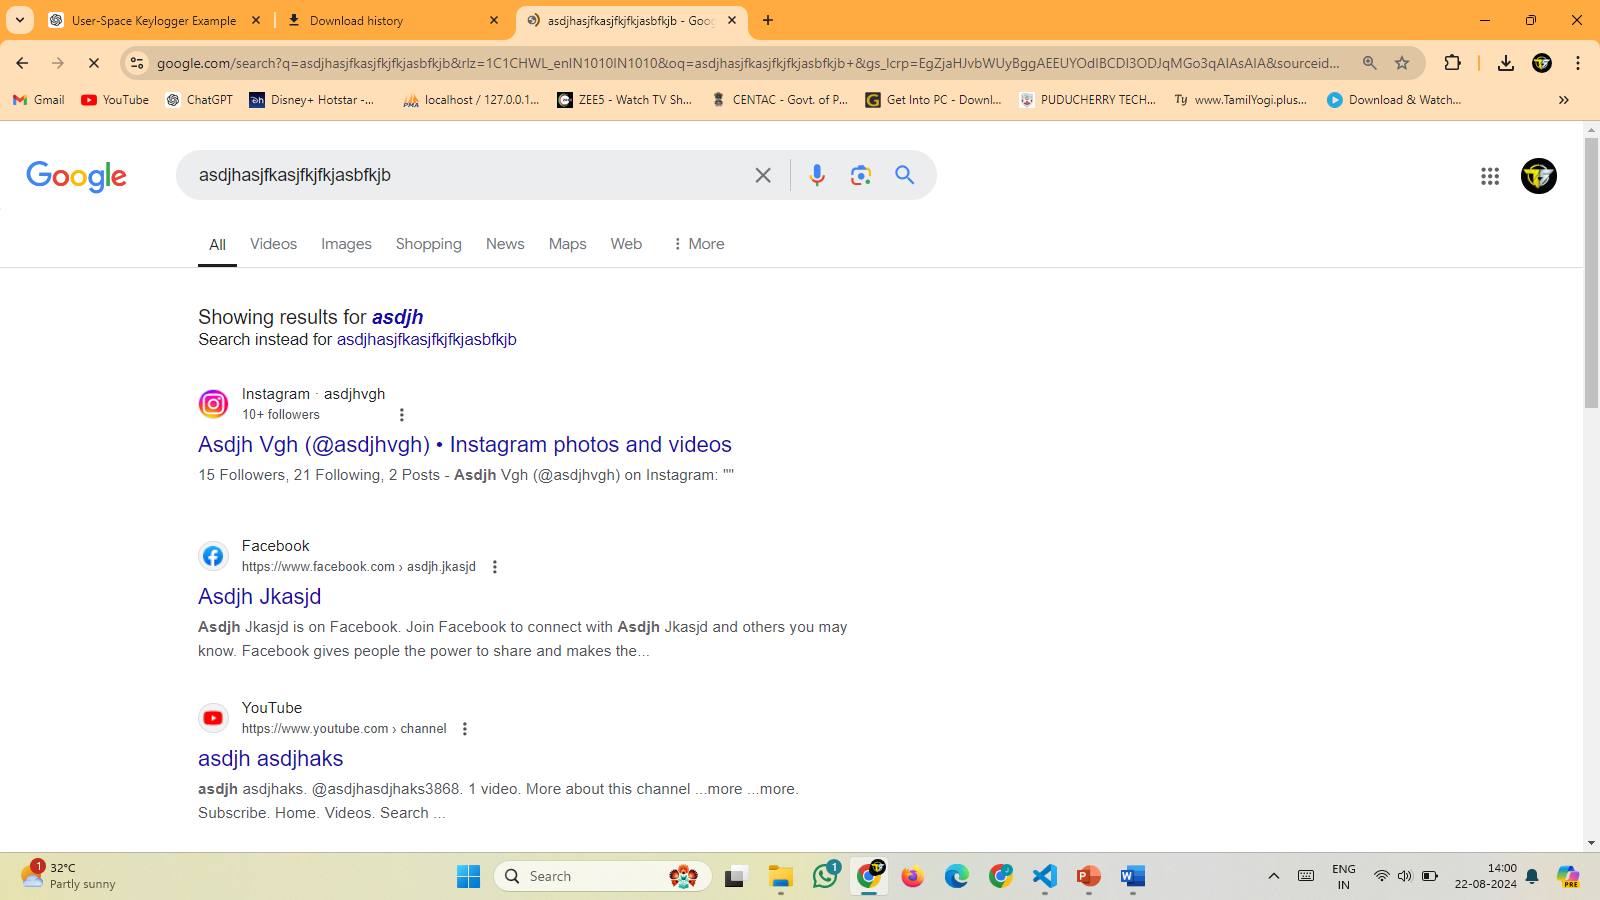 User-Space Keylogger Example
Download history
asdjhasjfkasjfkjfkjasbfkjb - Goog
google.com/search?q=asdjhasjfkasjfkjfkjasbfkjb&rlz=1C1CHWL_enIN1010IN1010&oq=asdjhasjfkasjfkjfkjasbfkjb+&gs_lcrp=EgZjaHJvbWUyBggAEEUYOdIBCDI3ODJqMGo3qAIAsAIA&sourceid...
Gmail
YouTube
ChatGPT
Disney+ Hotstar -...
localhost / 127.0.0.1...
ZEE5 - Watch TV Sh...
CENTAC - Govt. of P...
Get Into PC - Downl...
PUDUCHERRY TECH...
www.TamilYogi.plus...
Download & Watch...
Google
asdjhasjfkasjfkjfkjasbfkjb
All
Videos
Images
Shopping
News
Maps
Web
More
Showing results for asdjh
Search instead for asdjhasjfkasjfkjfkjasbfkjb
Instagram · asdjhvgh
10+ followers
Asdjh Vgh (@asdjhvgh) • Instagram photos and videos
15 Followers, 21 Following, 2 Posts - Asdjh Vgh (@asdjhvgh) on Instagram: ""
Facebook
https://www.facebook.com › asdjh.jkasjd
Asdjh Jkasjd
Asdjh Jkasjd is on Facebook. Join Facebook to connect with Asdjh Jkasjd and others you may
know. Facebook gives people the power to share and makes the...
YouTube
https://www.youtube.com › channel
asdjh asdjhaks
asdjh asdjhaks. @asdjhasdjhaks3868. 1 video. More about this channel ...more ...more.
Subscribe. Home. Videos. Search ...
1
32°C
Partly sunny
Search
1
ENG
IN
14:00
22-08-2024
PRE